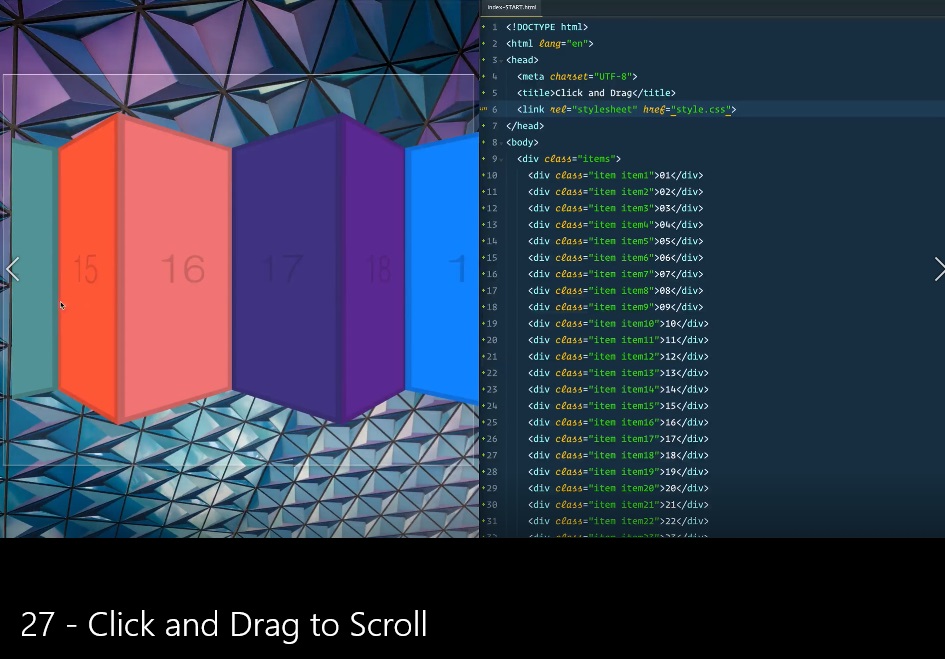 index-START.html
15 16 17 18 1
1 <!DOCTYPE html>
2 <html lang="en">
3 <head>
4 <meta charset="UTF-8">
5 <title>Click and Drag</title>
6 <link rel="stylesheet" href="style.css">
7 </head>
8 <body>
9 <div class="items">
10 <div class="item item1">01</div>
11 <div class="item item2">02</div>
12 <div class="item item3">03</div>
13 <div class="item item4">04</div>
14 <div class="item item5">05</div>
15 <div class="item item6">06</div>
16 <div class="item item7">07</div>
17 <div class="item item8">08</div>
18 <div class="item item9">09</div>
19 <div class="item item10">10</div>
20 <div class="item item11">11</div>
21 <div class="item item12">12</div>
22 <div class="item item13">13</div>
23 <div class="item item14">14</div>
24 <div class="item item15">15</div>
25 <div class="item item16">16</div>
26 <div class="item item17">17</div>
27 <div class="item item18">18</div>
28 <div class="item item19">19</div>
29 <div class="item item20">20</div>
30 <div class="item item21">21</div>
31 <div class="item item22">22</div>
27 - Click and Drag to Scroll